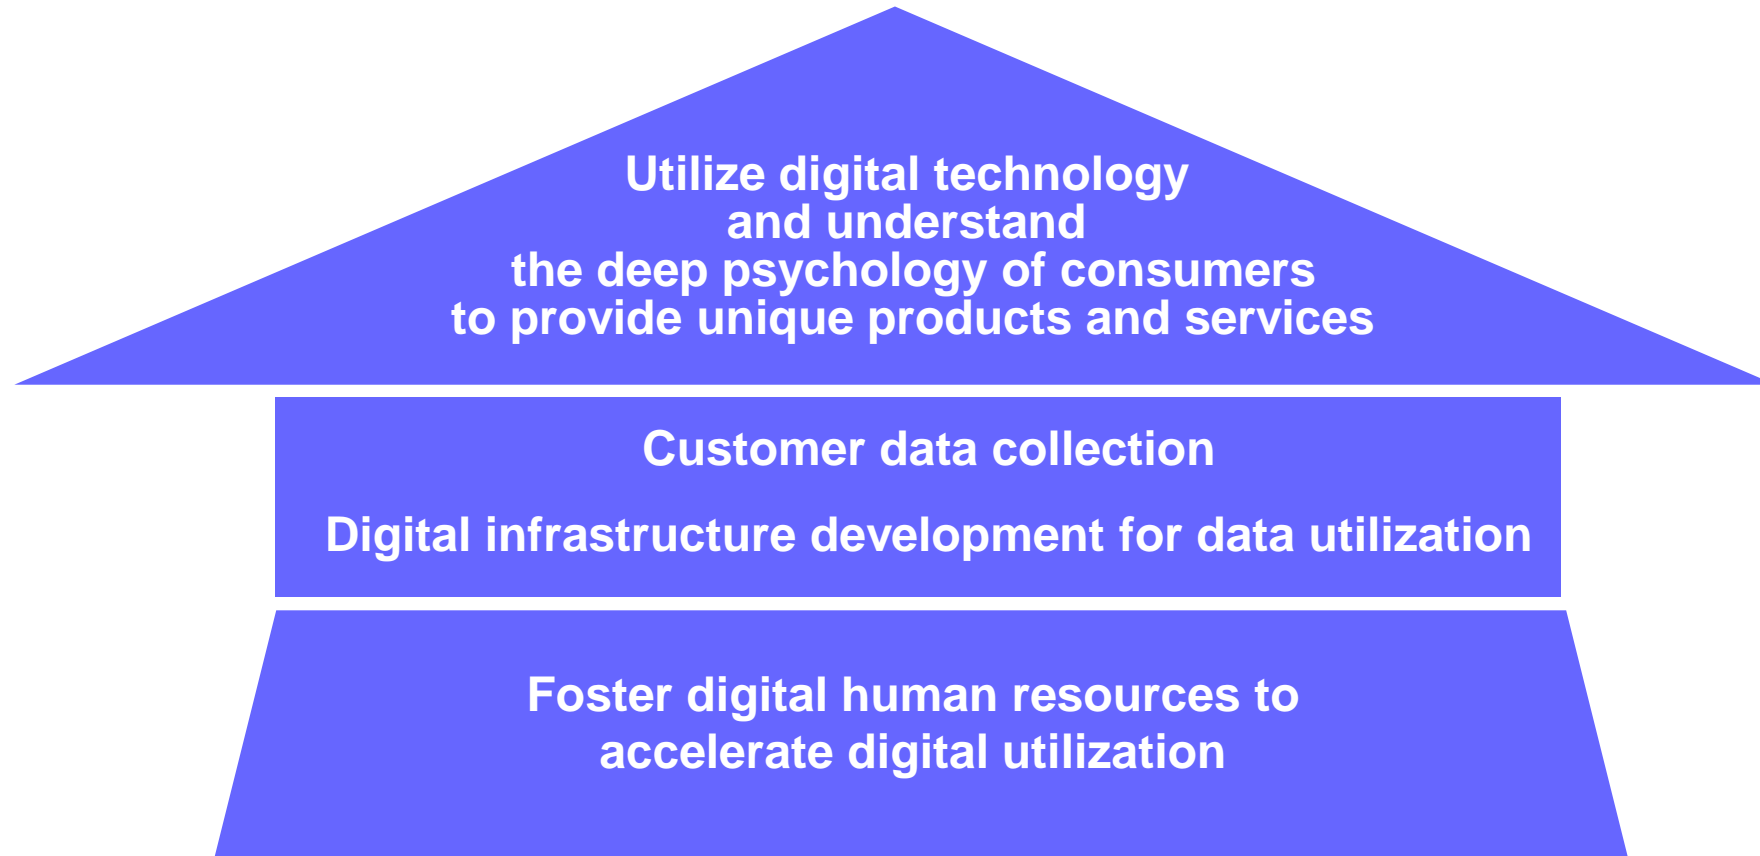 Utilize digital technology
and understand
the deep psychology of consumers
to provide unique products and services
Customer data collection
Digital infrastructure development for data utilization
Foster digital human resources to
accelerate digital utilization